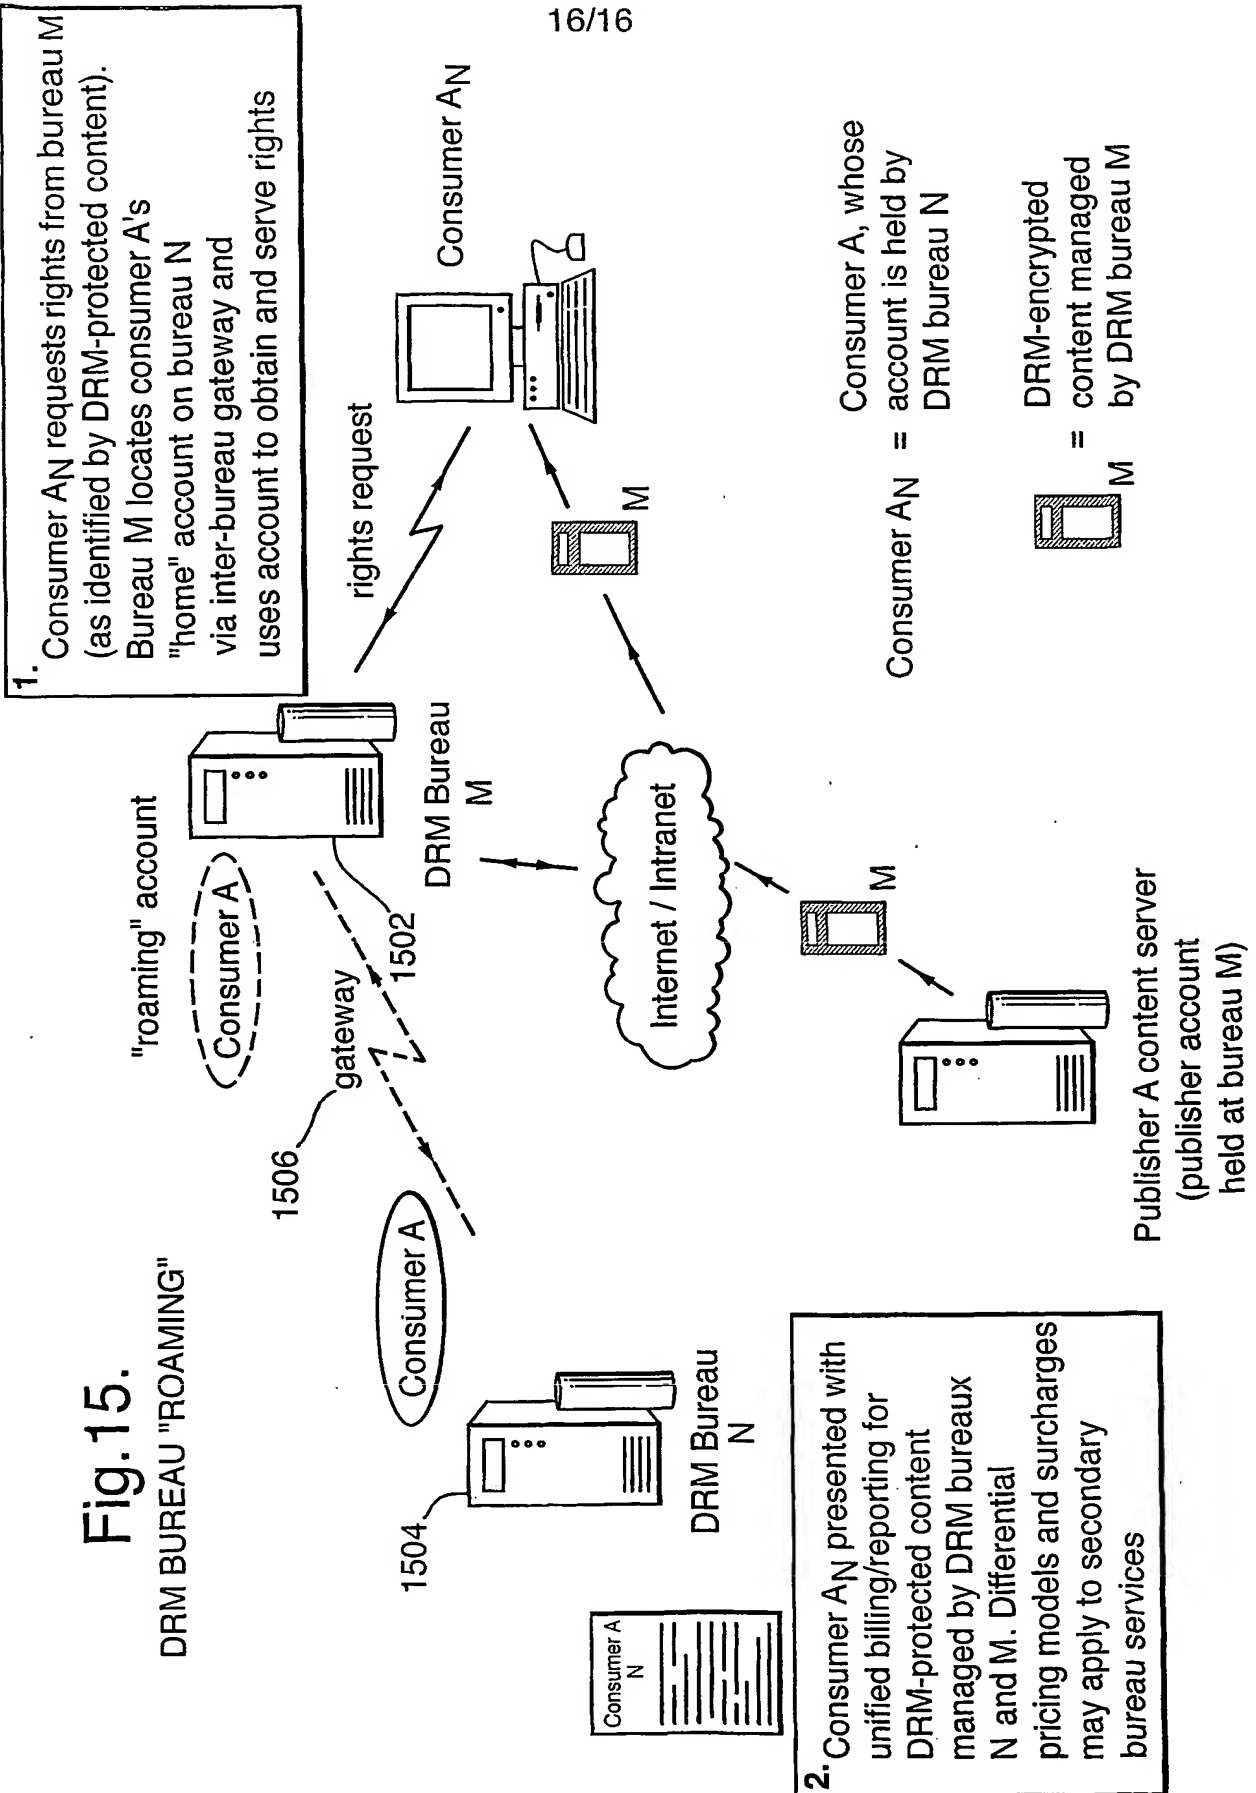 16/16
Fig.15.
DRM BUREAU "ROAMING"
1.
Consumer AN requests rights from bureau M
(as identified by DRM-protected content).
Bureau M locates consumer A's
"home" account on bureau N
via inter-bureau gateway and
uses account to obtain and serve rights
"roaming" account
Consumer A
1506
gateway
1502
DRM Bureau
M
rights request
Consumer AN
M
Consumer A
1504
DRM Bureau
N
Internet / Intranet
M
Publisher A content server
(publisher account
held at bureau M)
Consumer AN = Consumer A, whose
account is held by
DRM bureau N
M = DRM-encrypted
content managed
by DRM bureau M
Consumer A
N
2.
Consumer AN presented with
unified billing/reporting for
DRM-protected content
managed by DRM bureaux
N and M. Differential
pricing models and surcharges
may apply to secondary
bureau services